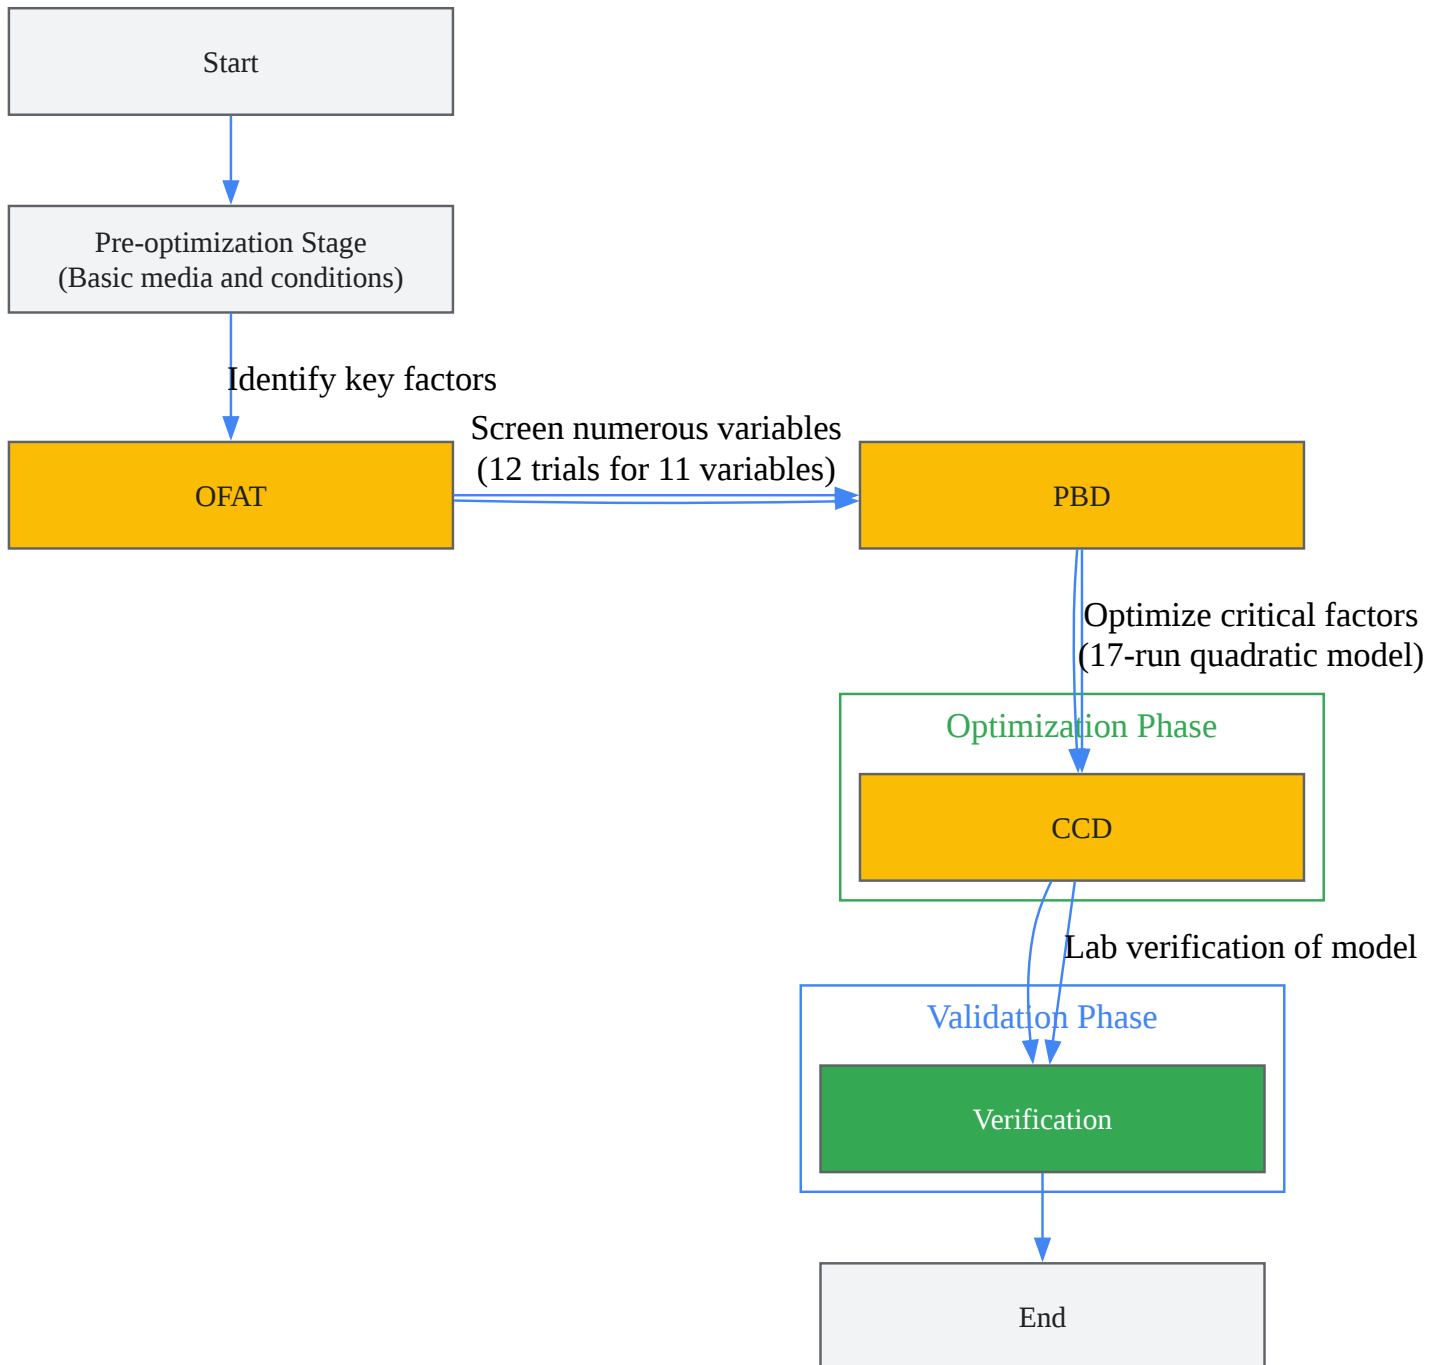 Start
Pre-optimization Stage
(Basic media and conditions)
Identify key factors
Screen numerous variables
(12 trials for 11 variables)
OFAT
PBD
Optimize critical factors
(17-run quadratic model)
Optimization Phase
CCD
Lab verification of model
Validation Phase
Verification
End